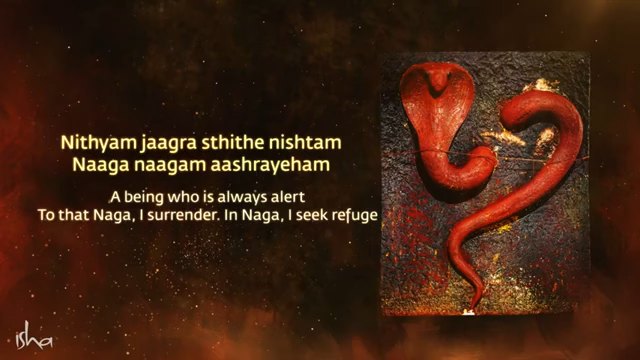 Nithyam jaagra sthithe nishtam
Naaga naagam aashrayeham
A being who is always alert
To that Naga, I surrender. In Naga, I seek refuge
isha